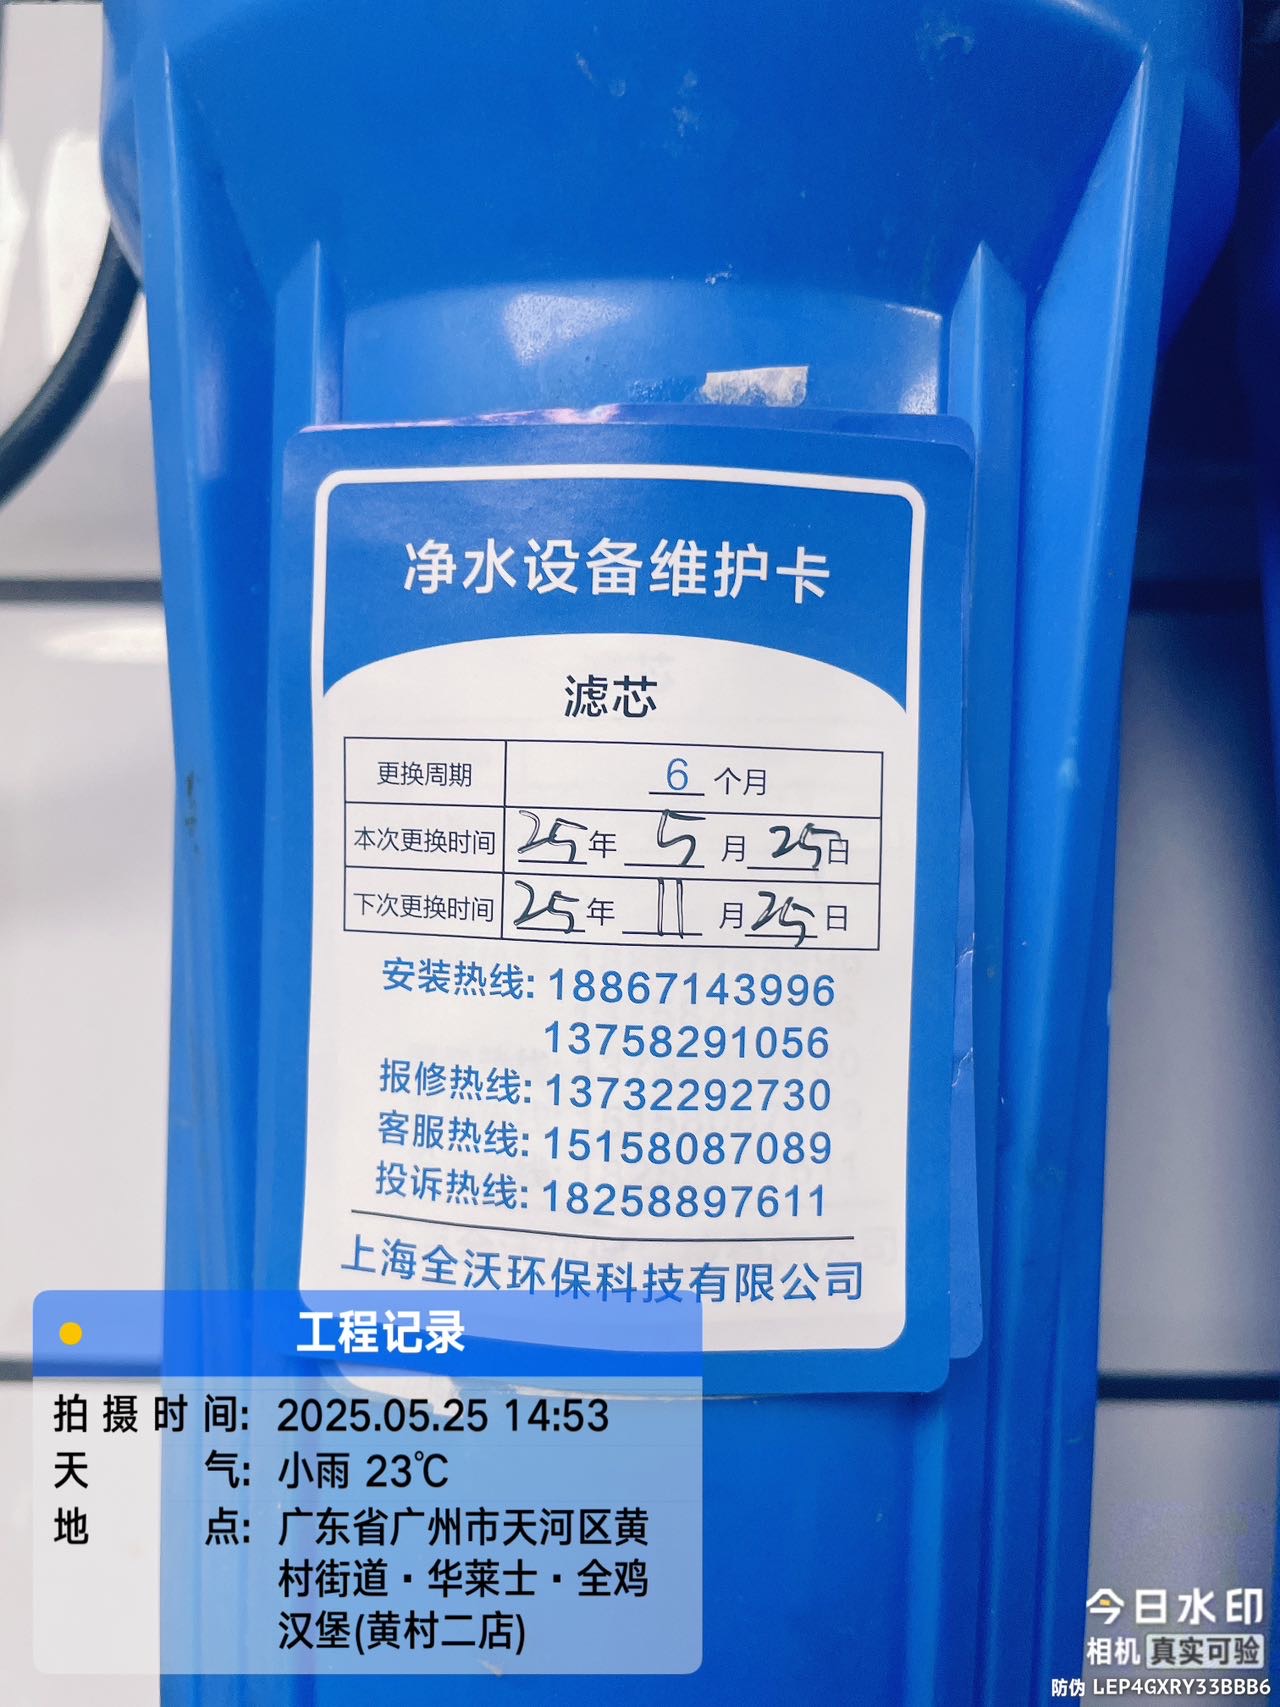 净水设备维护卡
滤芯
更换周期 6 个月
本次更换时间 25年 5 月 25日
下次更换时间 25年 11 月 25日
安装热线: 18867143996
13758291056
报修热线: 13732292730
客服热线: 15158087089
投诉热线: 18258897611
上海全沃环保科技有限公司
工程记录
拍摄时间: 2025.05.25 14:53
天气: 小雨 23℃
地点: 广东省广州市天河区黄
村街道·华莱士·全鸡
汉堡(黄村二店)
今日水印
相机 真实可验
防伪 LEP4GXRY33BBB6